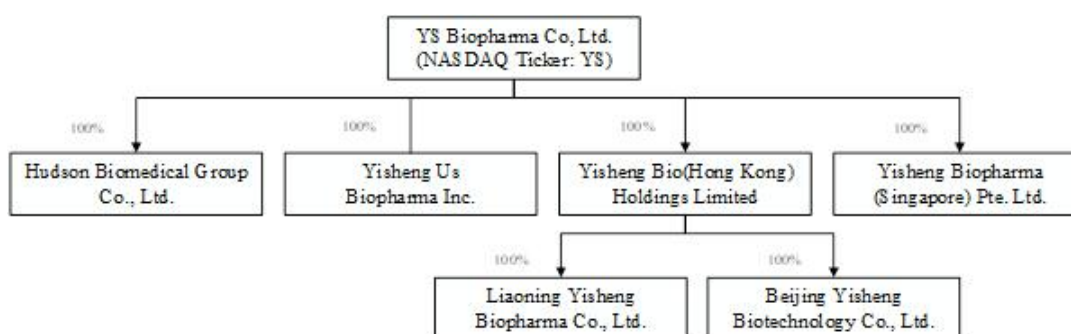 YS Biopharma Co, Ltd.
(NASDAQ Ticker: YS)
100%
100%
100%
100%
Hudson Biomedical Group
Co., Ltd.
Yisheng Us
Biopharma Inc.
Yisheng Bio(Hong Kong)
Holdings Limited
Yisheng Biopharma
(Singapore) Pte. Ltd.
100%
100%
Liaoning Yisheng
Biopharma Co., Ltd.
Beijing Yisheng
Biotechnology Co., Ltd.